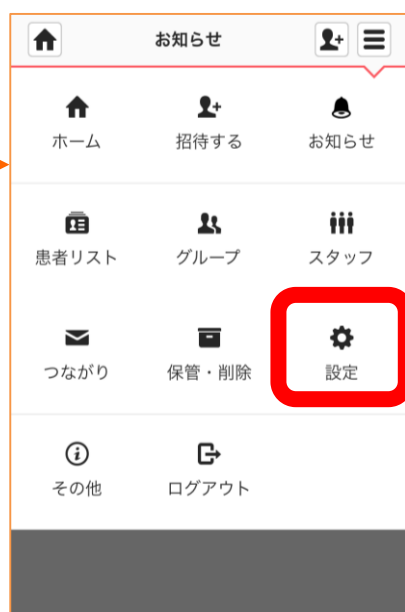 お知らせ
ホーム
招待する
お知らせ
患者リスト
グループ
スタッフ
つながり
保管・削除
設定
その他
ログアウト